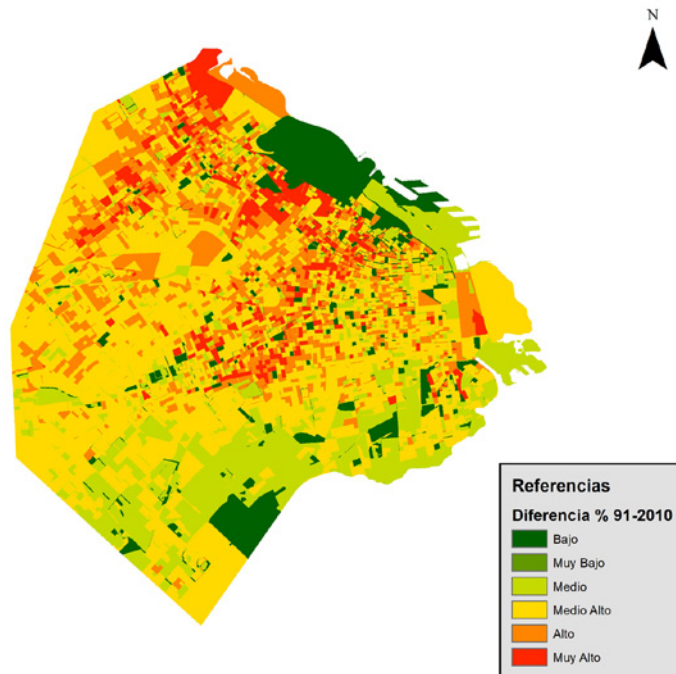 N
Referencias
Diferencia % 91-2010
Bajo
Muy Bajo
Medio
Medio Alto
Alto
Muy Alto